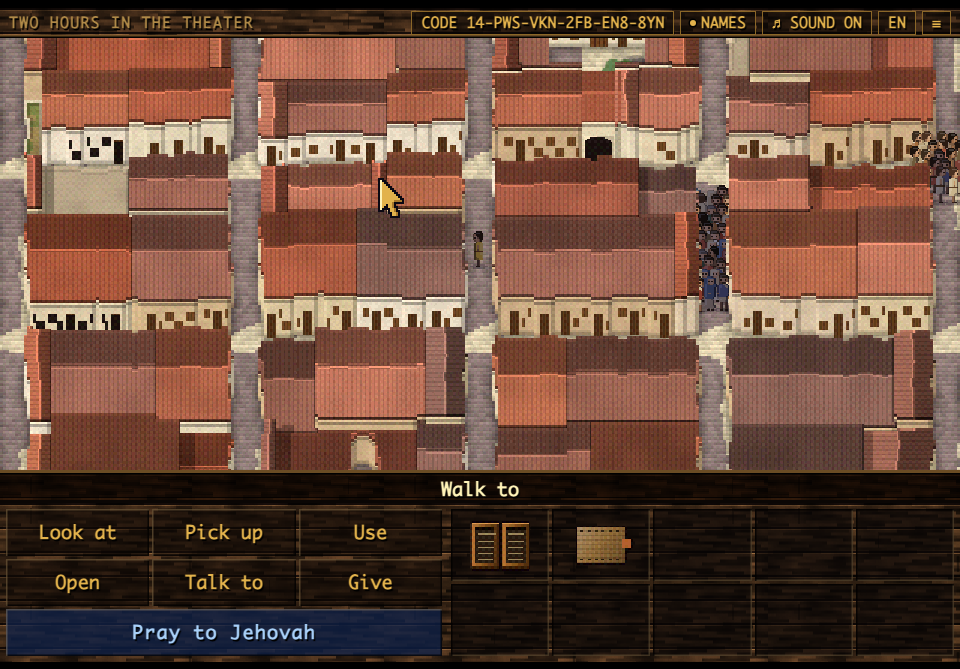 TWO HOURS IN THE THEATER
CODE 14-PWS-VKN-2FB-EN8-8YN
NAMES
♫ SOUND ON
EN
≡
Walk to
Look at
Pick up
Use
Open
Talk to
Give
Pray to Jehovah